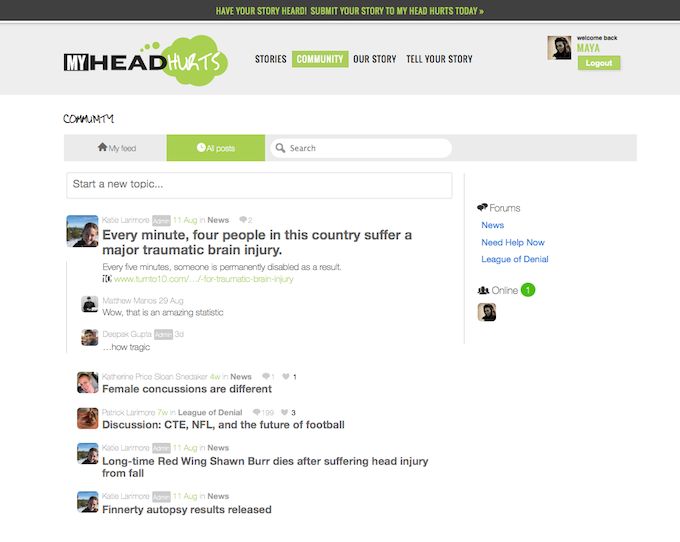 HAVE YOUR STORY HEARD! SUBMIT YOUR STORY TO MY HEAD HURTS TODAY »
MYHEAD HURTS
STORIES COMMUNITY OUR STORY TELL YOUR STORY
welcome back
MAYA
Logout
COMMUNITY
My feed All posts Search
Start a new topic...
Katie Larimore Admin 11 Aug in News 2
Every minute, four people in this country suffer a
major traumatic brain injury.
Every five minutes, someone is permanently disabled as a result.
www.turnto10.com/…/-for-traumatic-brain-injury
Matthew Manos 29 Aug
Wow, that is an amazing statistic
Deepak Gupta Admin 3d
…how tragic
Katherine Price Sloan Snedaker 4w in News 1 1
Female concussions are different
Patrick Larimore 7w in League of Denial 199 3
Discussion: CTE, NFL, and the future of football
Katie Larimore Admin 11 Aug in News
Long-time Red Wing Shawn Burr dies after suffering head injury
from fall
Katie Larimore Admin 11 Aug in News
Finnerty autopsy results released
Forums
News
Need Help Now
League of Denial
Online 1